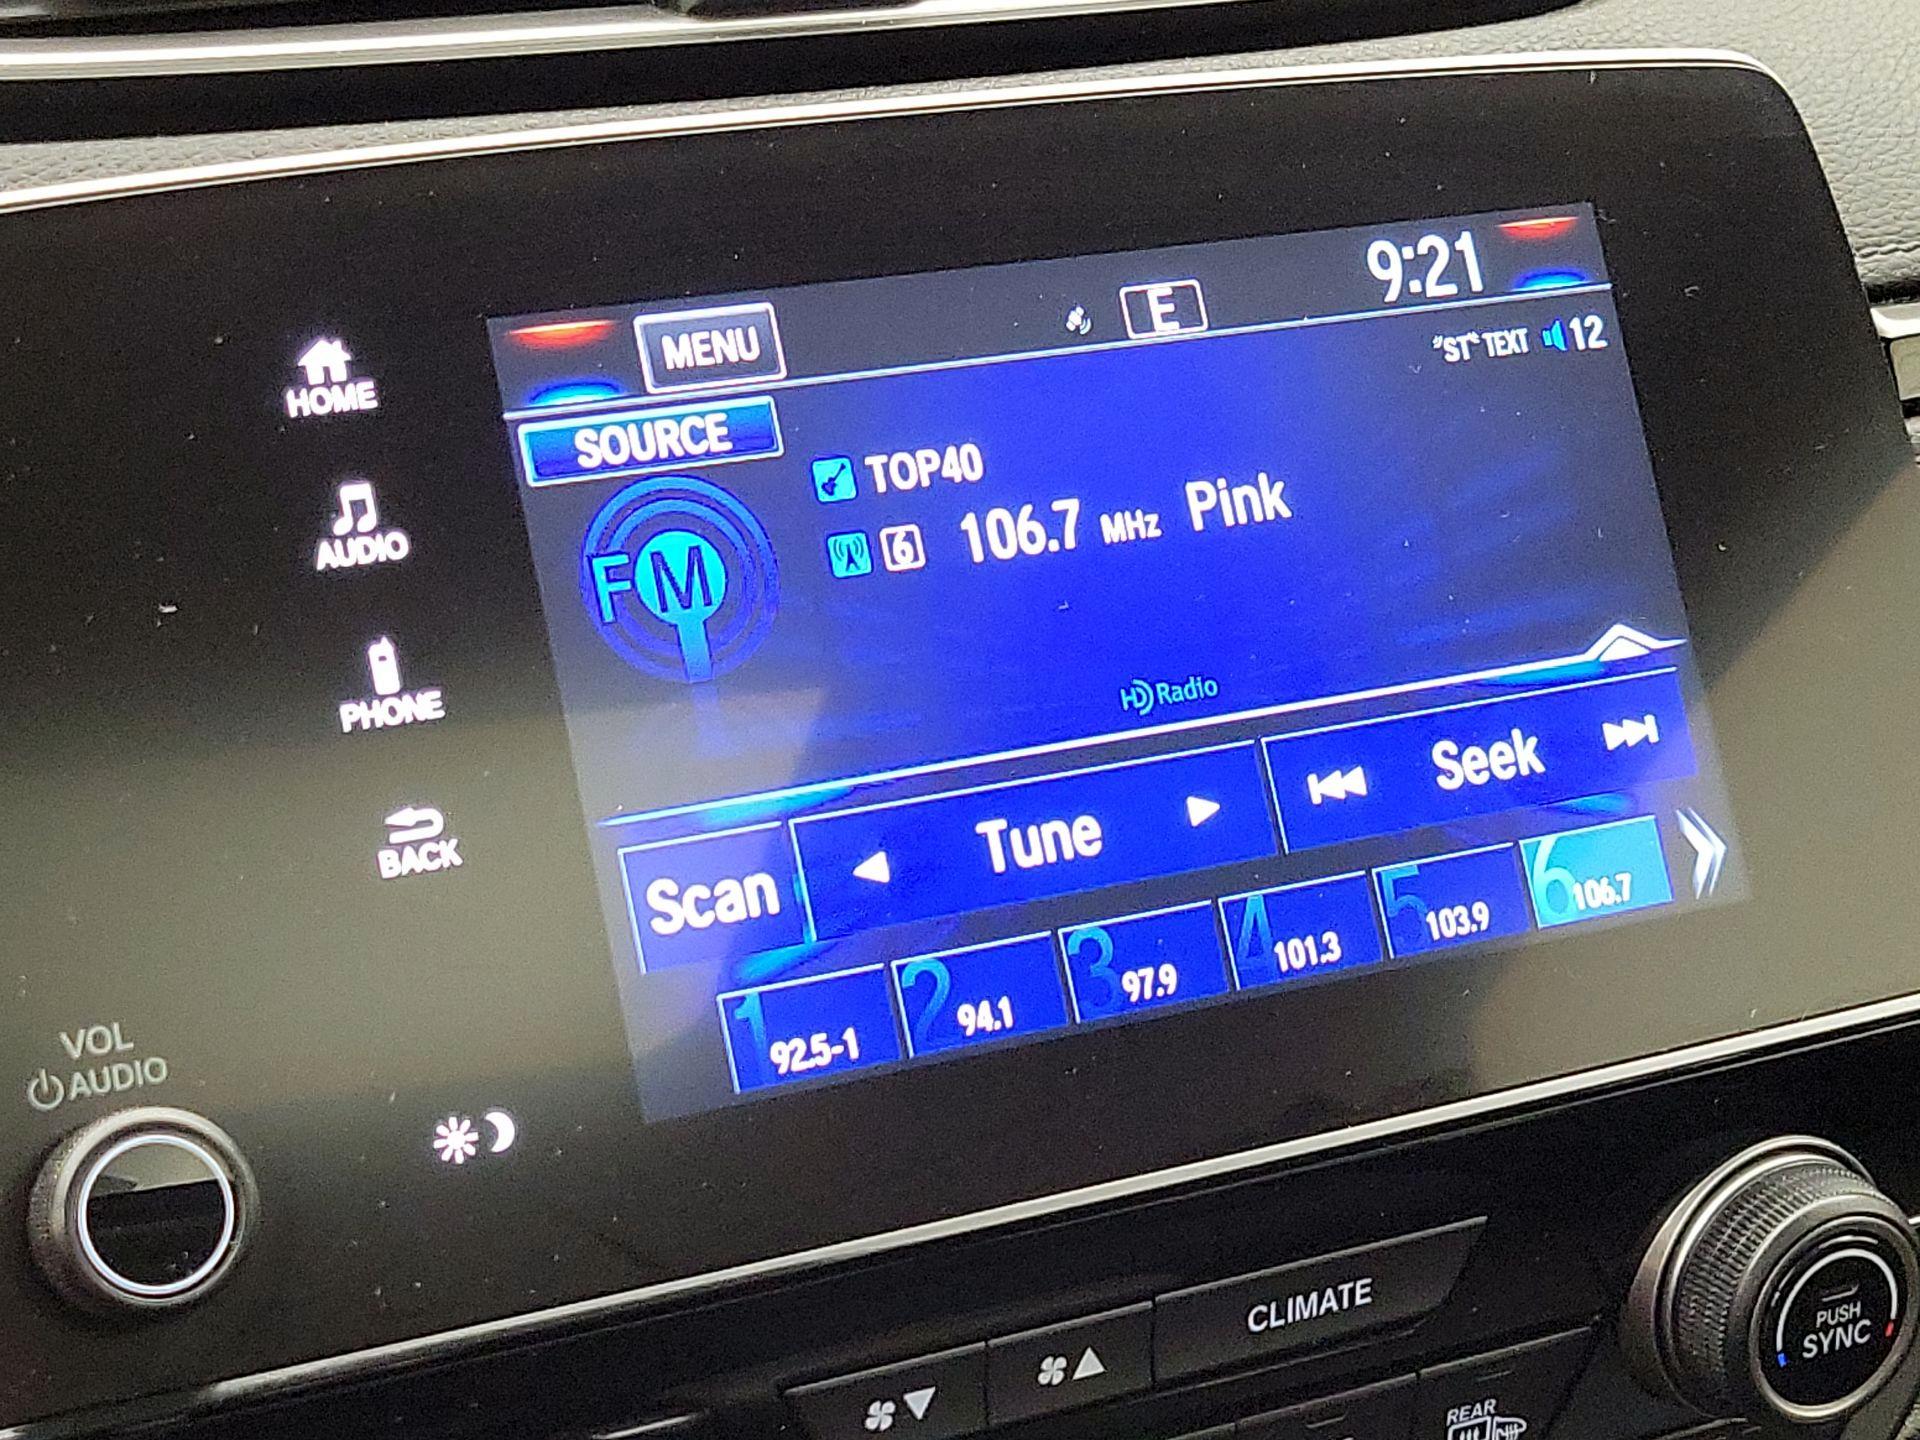 MENU
E
9:21
"ST" TEXT 12
HOME
SOURCE
TOP40
FM
6 106.7 MHz Pink
AUDIO
HD Radio
PHONE
Scan
Tune
Seek
BACK
1 92.5-1
2 94.1
3 97.9
4 101.3
5 103.9
6 106.7
VOL
AUDIO
CLIMATE
PUSH
SYNC
REAR